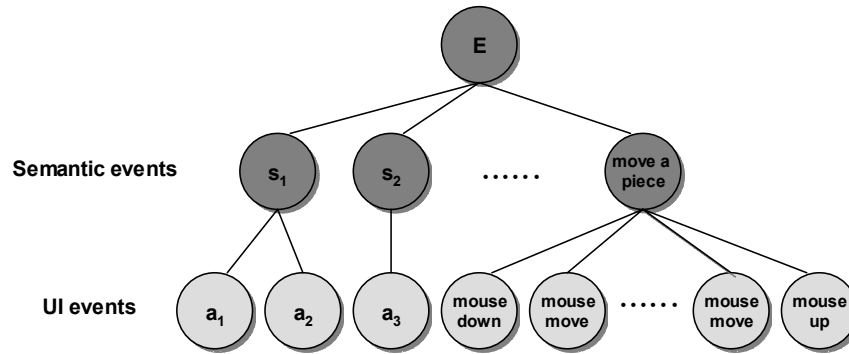 E
Semantic events
s₁
s₂
......
move a
piece
UI events
a₁
a₂
a₃
mouse
down
mouse
move
......
mouse
move
mouse
up